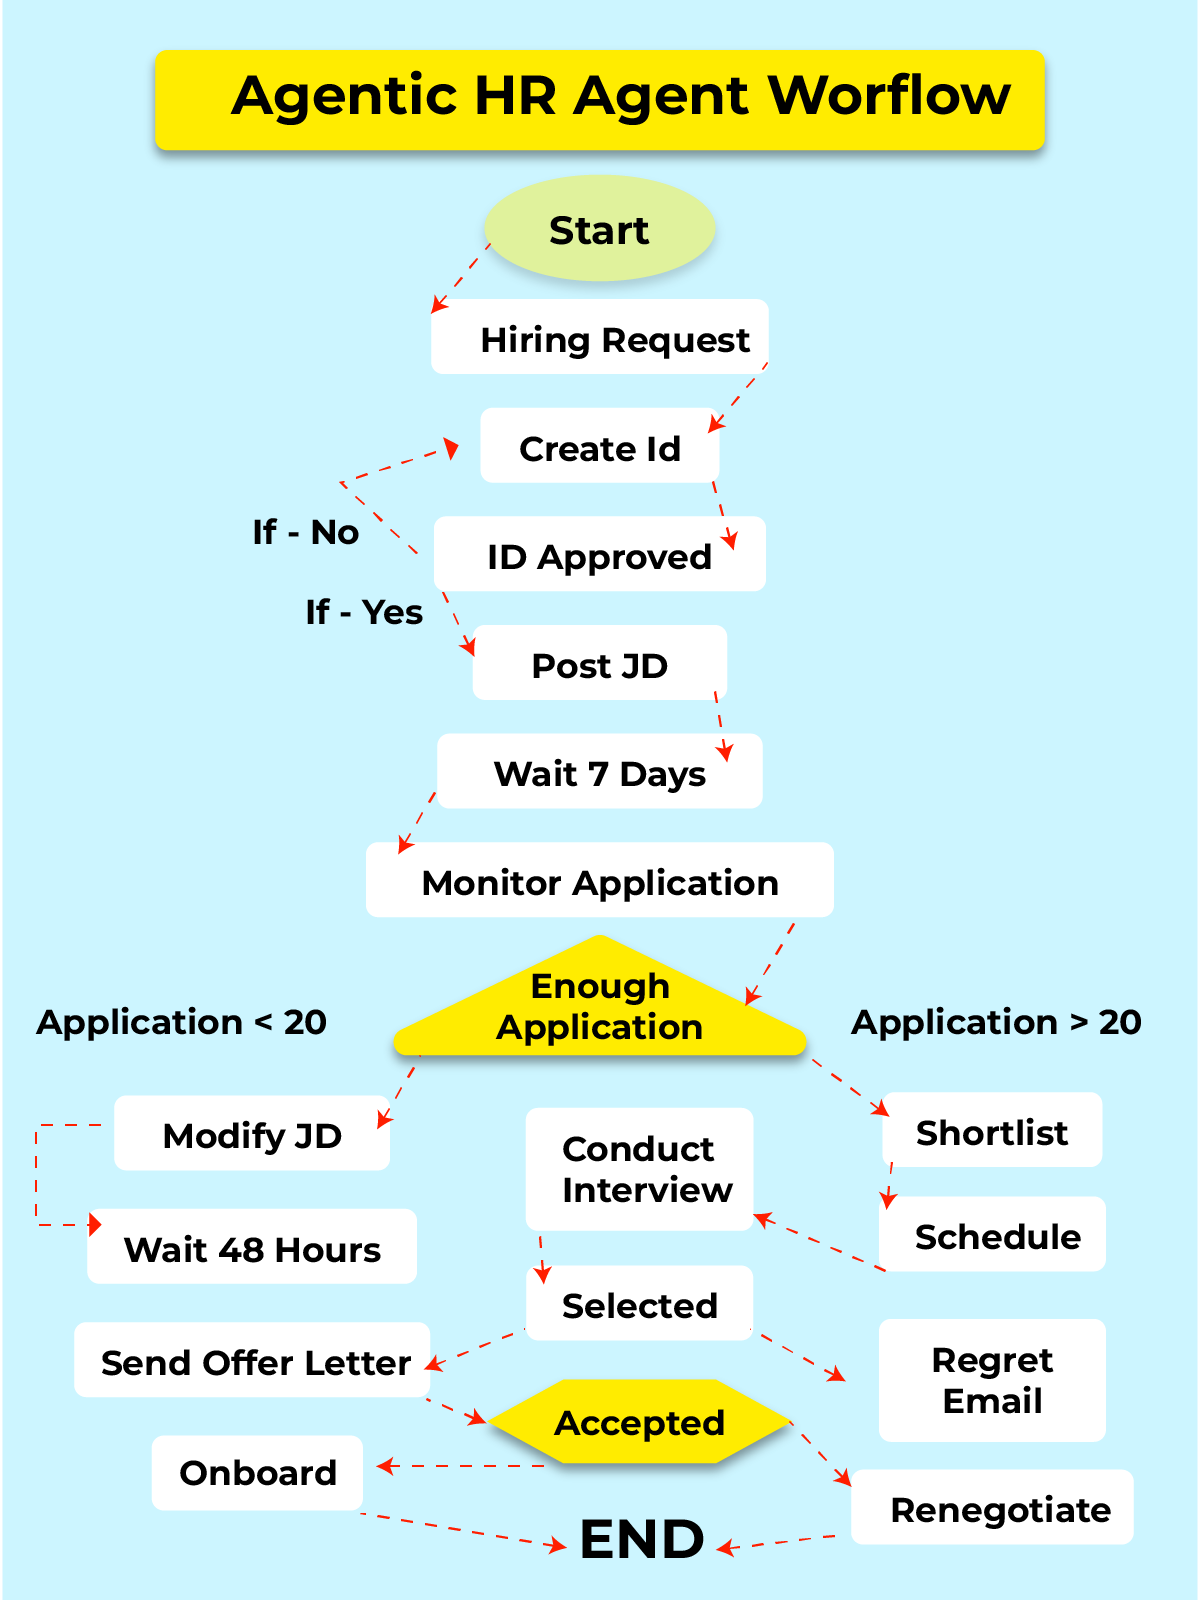 Agentic HR Agent Worflow
Start
Hiring Request
Create Id
If - No
ID Approved
If - Yes
Post JD
Wait 7 Days
Monitor Application
Enough
Application
Application < 20
Application > 20
Modify JD
Conduct
Interview
Shortlist
Wait 48 Hours
Schedule
Selected
Send Offer Letter
Regret
Email
Accepted
Onboard
Renegotiate
END